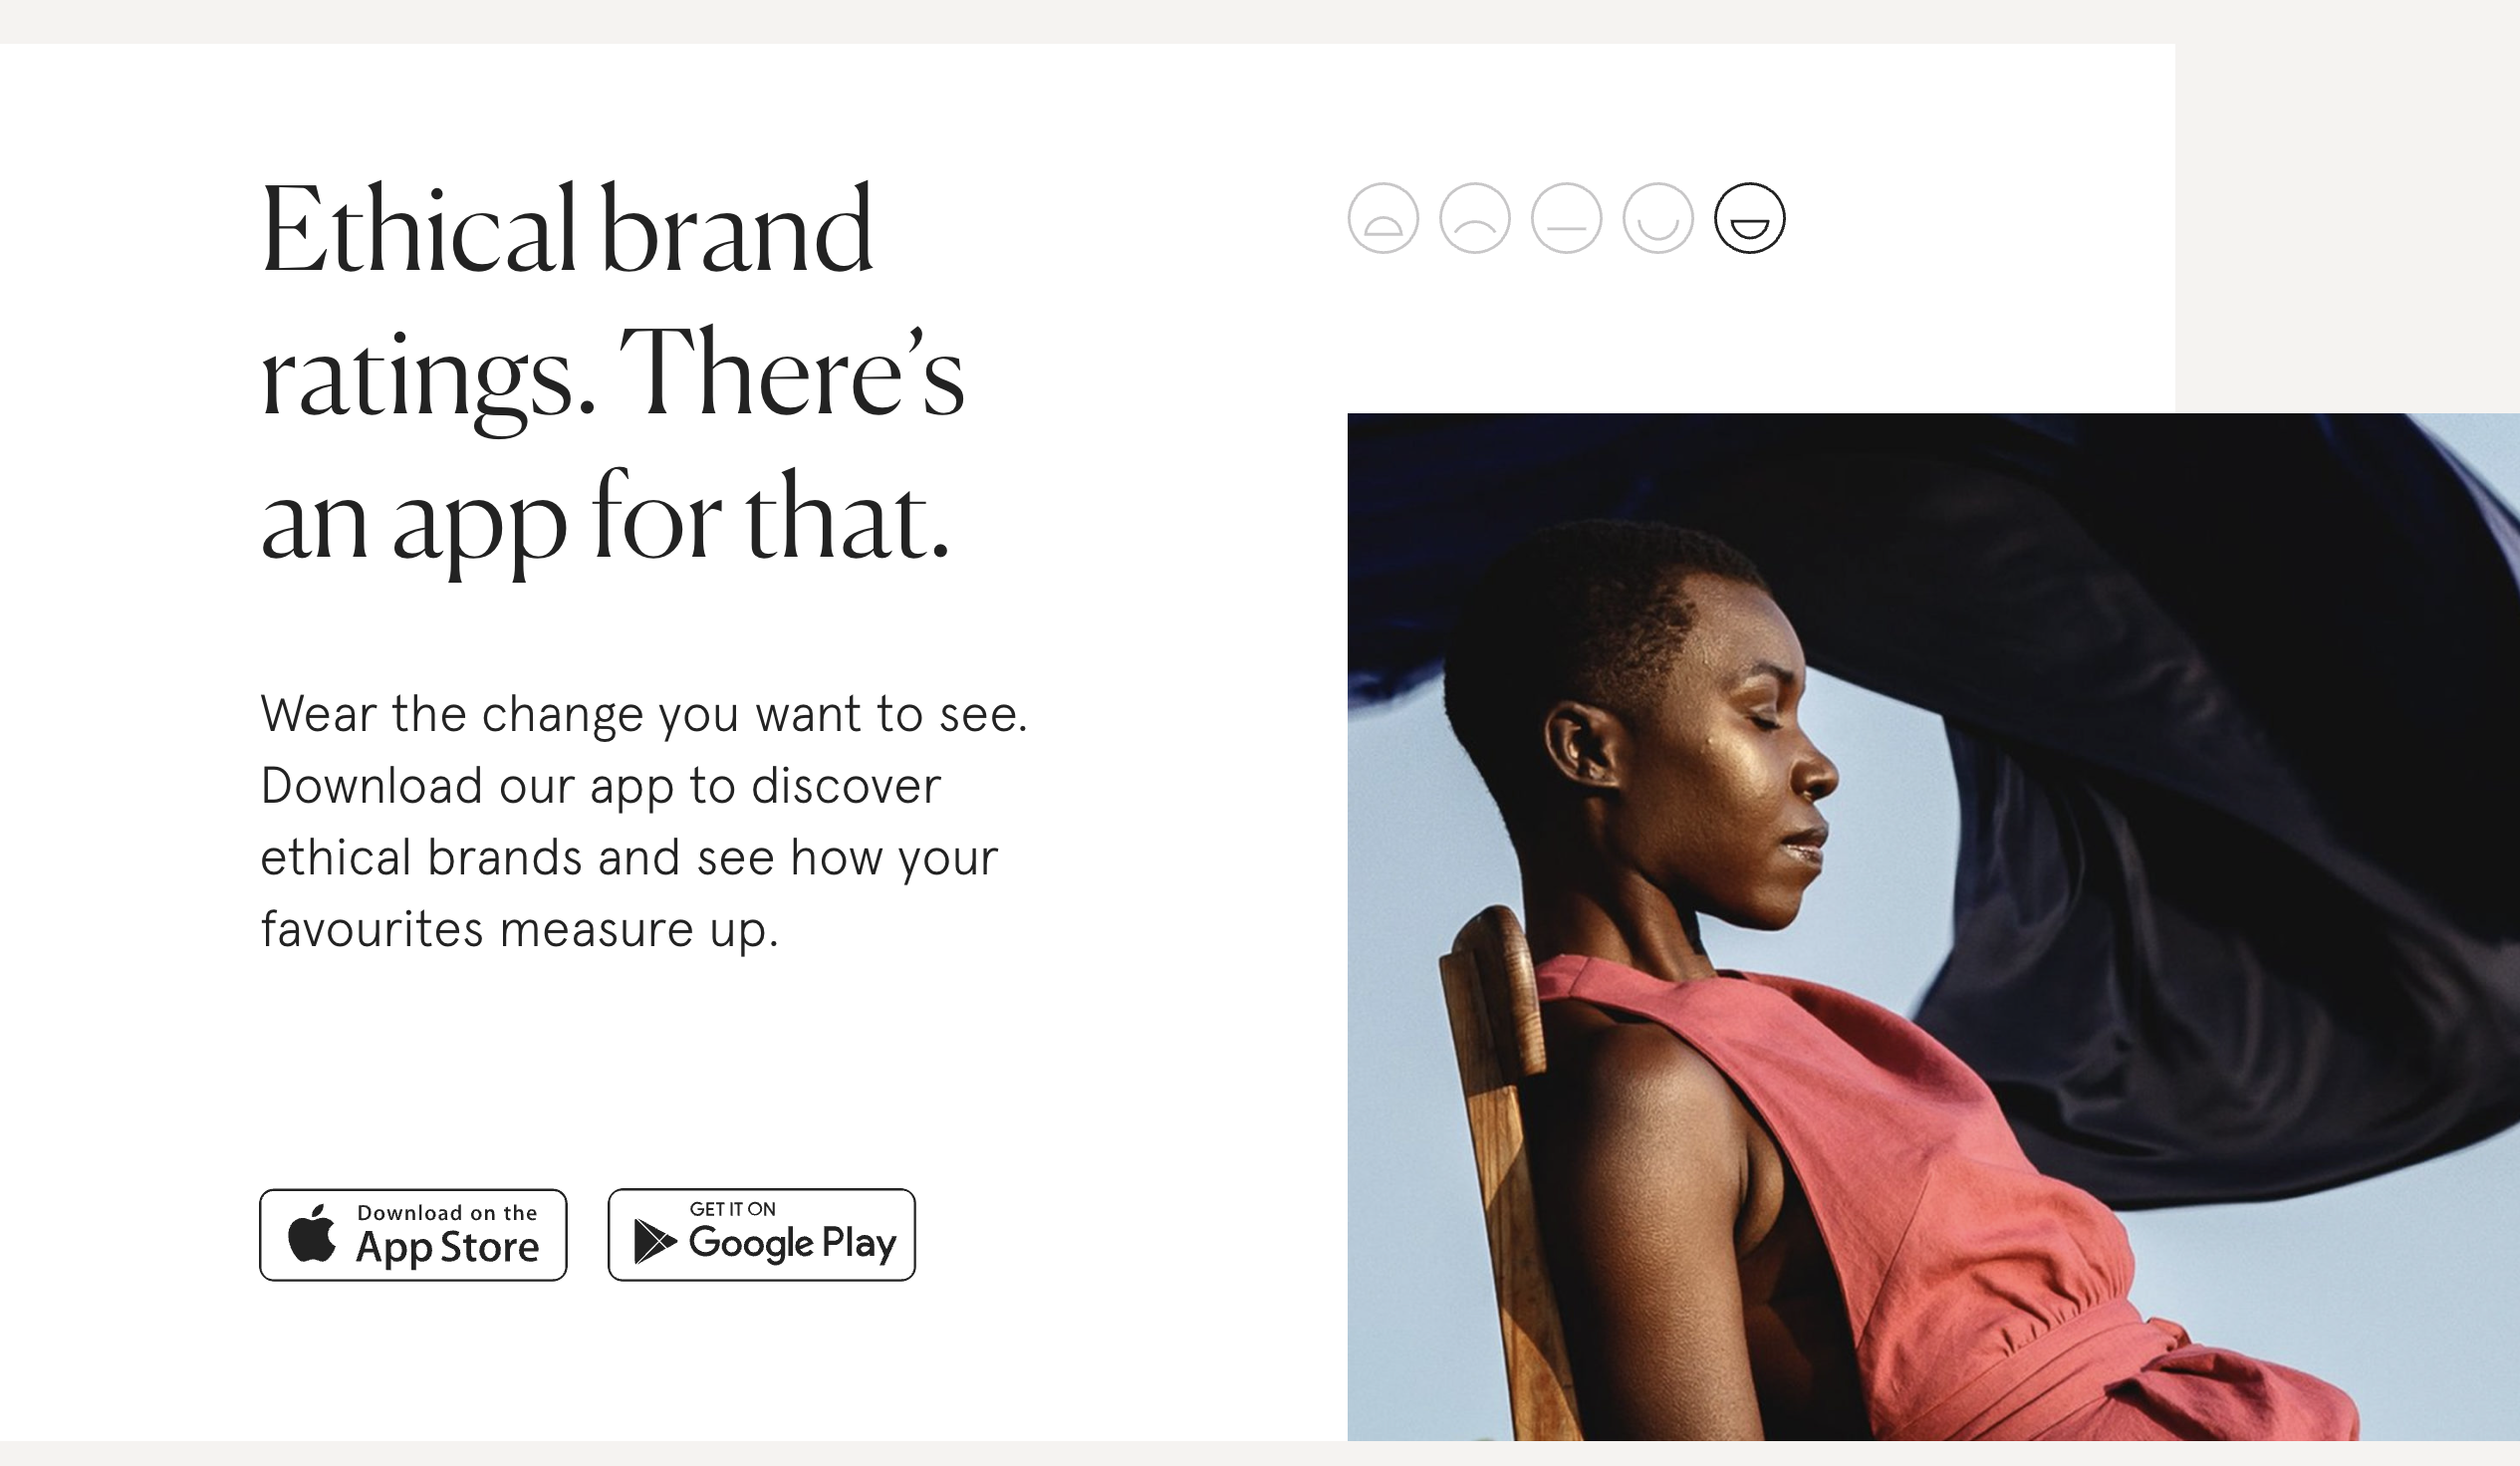 Ethical brand
ratings. There’s
an app for that.
Wear the change you want to see.
Download our app to discover
ethical brands and see how your
favourites measure up.
Download on the
App Store
GET IT ON
Google Play